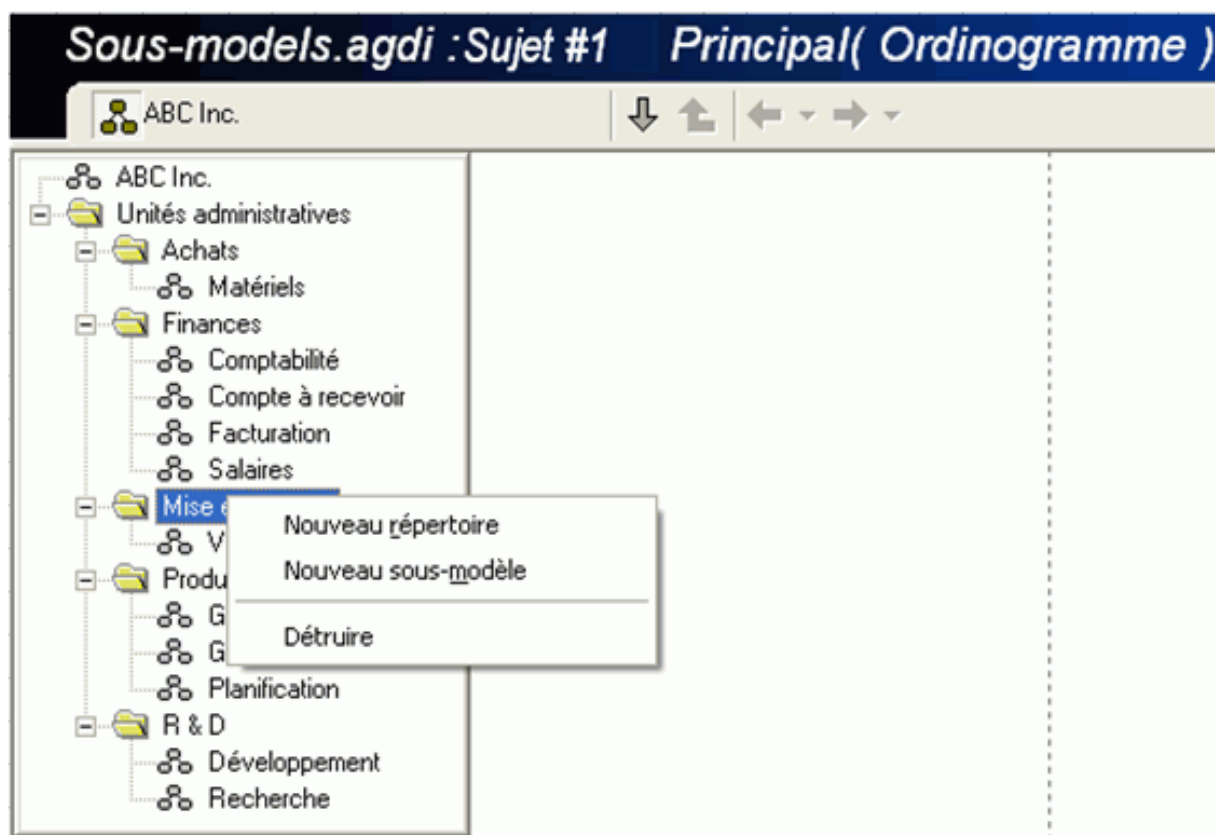 Sous-models.agdi :Sujet #1 Principal( Ordinogramme )
ABC Inc.
ABC Inc.
Unités administratives
Achats
Matériels
Finances
Comptabilité
Compte à recevoir
Facturation
Salaires
Mise
Nouveau répertoire
Nouveau sous-modèle
Détruire
Planification
R & D
Développement
Recherche